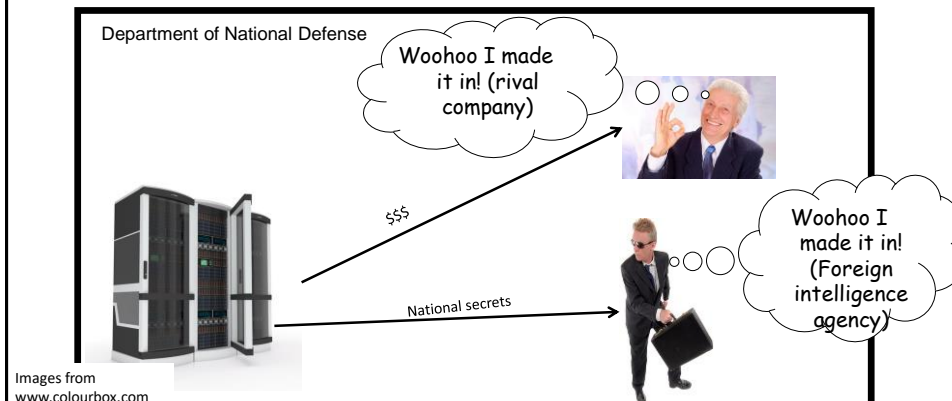 Department of National Defense
Woohoo I made
it in! (rival
company)
$$$
Woohoo I
made it in!
(Foreign
intelligence
agency)
National secrets
Images from
www.colourbox.com